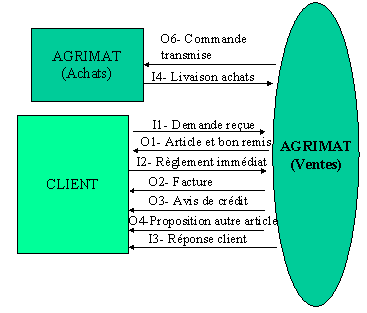 O6- Commande
transmise
AGRIMAT
(Achats)
I4- Livaison achats
I1- Demande reçue
O1- Article et bon remis
AGRIMAT
(Ventes)
I2- Règlement immédiat
CLIENT
O2- Facture
O3- Avis de crédit
O4-Proposition autre article
I3- Réponse client